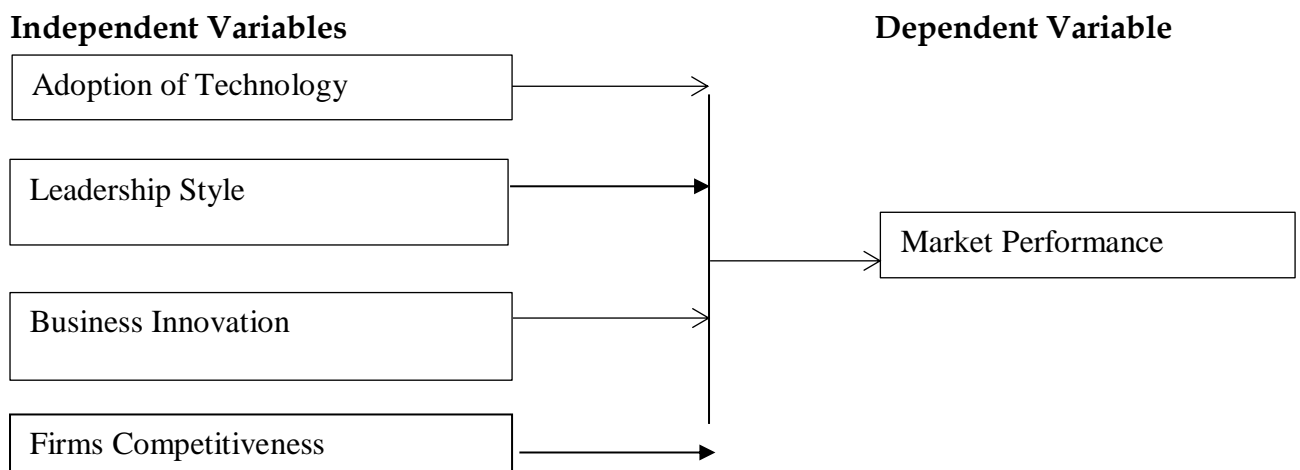 Independent Variables
Dependent Variable
Adoption of Technology
Leadership Style
Market Performance
Business Innovation
Firms Competitiveness